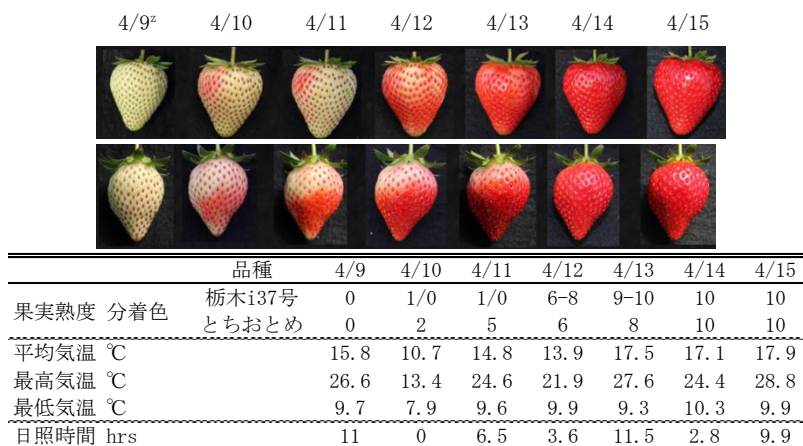 4/9ᶻ 4/10 4/11 4/12 4/13 4/14 4/15
品種 4/9 4/10 4/11 4/12 4/13 4/14 4/15
果実熟度 分着色 栃木i37号 0 1/0 1/0 6-8 9-10 10 10
とちおとめ 0 2 5 6 8 10 10
平均気温 ℃ 15.8 10.7 14.8 13.9 17.5 17.1 17.9
最高気温 ℃ 26.6 13.4 24.6 21.9 27.6 24.4 28.8
最低気温 ℃ 9.7 7.9 9.6 9.9 9.3 10.3 9.9
日照時間 hrs 11 0 6.5 3.6 11.5 2.8 9.9